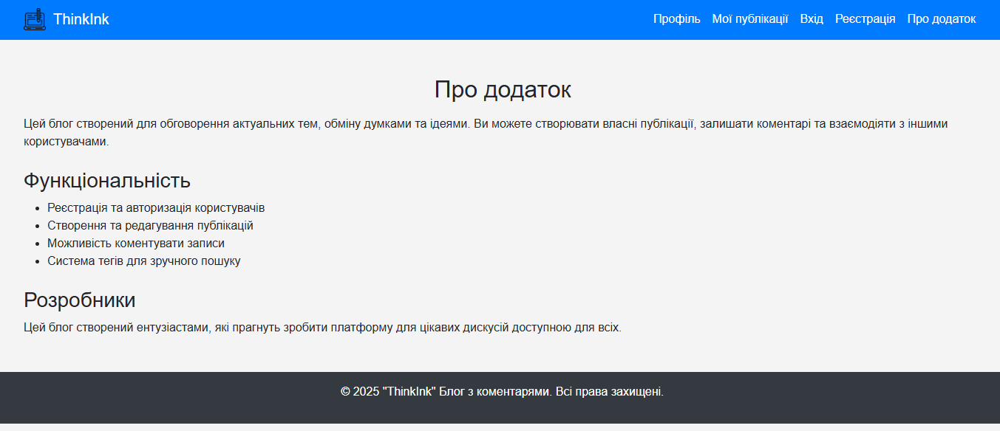 ThinkInk
Профіль Мої публікації Вхід Реєстрація Про додаток
Про додаток
Цей блог створений для обговорення актуальних тем, обміну думками та ідеями. Ви можете створювати власні публікації, залишати коментарі та взаємодіяти з іншими
користувачами.
Функціональність
• Реєстрація та авторизація користувачів
• Створення та редагування публікацій
• Можливість коментувати записи
• Система тегів для зручного пошуку
Розробники
Цей блог створений ентузіастами, які прагнуть зробити платформу для цікавих дискусій доступною для всіх.
© 2025 "ThinkInk" Блог з коментарями. Всі права захищені.